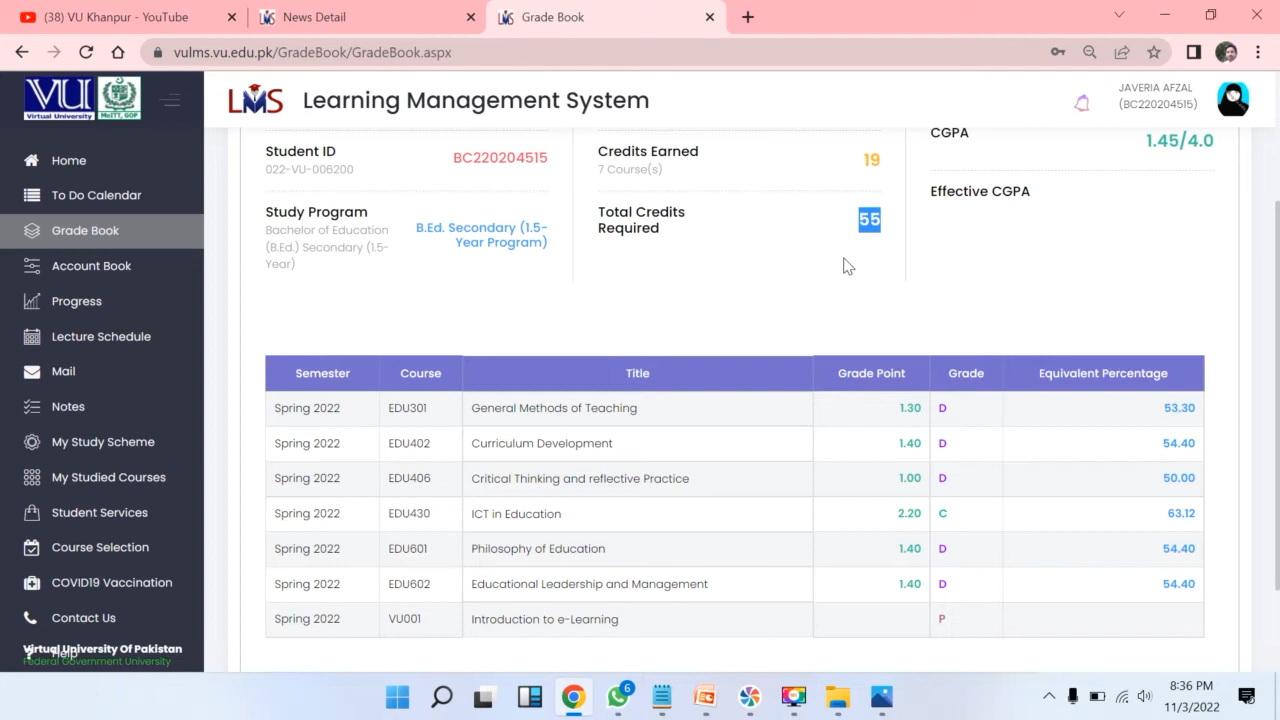 (38) VU Khanpur - YouTube
News Detail
Grade Book
vulms.vu.edu.pk/GradeBook/GradeBook.aspx
VU
Virtual University
MoITT, GOP
LMS
Learning Management System
JAVERIA AFZAL
(BC220204515)
Home
To Do Calendar
Grade Book
Account Book
Progress
Lecture Schedule
Mail
Notes
My Study Scheme
My Studied Courses
Student Services
Course Selection
COVID19 Vaccination
Contact Us
Help
Virtual University Of Pakistan
Federal Government University
Student ID
022-VU-006200
BC220204515
Study Program
Bachelor of Education
(B.Ed.) Secondary (1.5-
Year)
B.Ed. Secondary (1.5-
Year Program)
Credits Earned
7 Course(s)
19
Total Credits
Required
55
CGPA
1.45/4.0
Effective CGPA
Semester Course Title Grade Point Grade Equivalent Percentage
Spring 2022 EDU301 General Methods of Teaching 1.30 D 53.30
Spring 2022 EDU402 Curriculum Development 1.40 D 54.40
Spring 2022 EDU406 Critical Thinking and reflective Practice 1.00 D 50.00
Spring 2022 EDU430 ICT in Education 2.20 C 63.12
Spring 2022 EDU601 Philosophy of Education 1.40 D 54.40
Spring 2022 EDU602 Educational Leadership and Management 1.40 D 54.40
Spring 2022 VU001 Introduction to e-Learning P
6
8:36 PM
11/3/2022